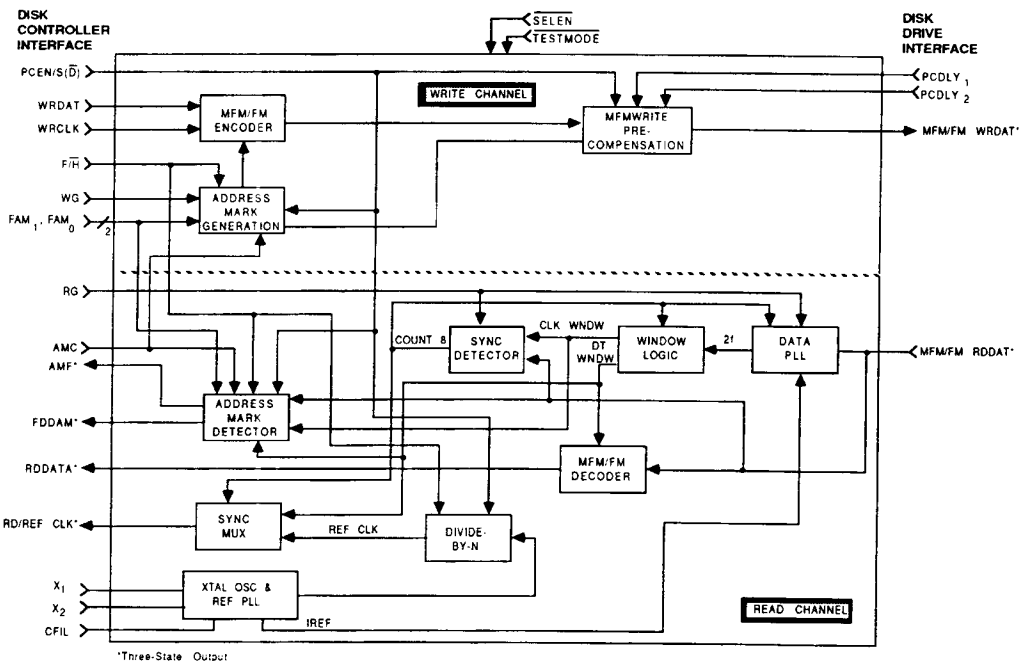 DISK
CONTROLLER
INTERFACE
SELEN
TESTMODE
DISK
DRIVE
INTERFACE
PCEN/S(D)
WRITE CHANNEL
PCDLY 1
PCDLY 2
WRDAT
WRCLK
MFM/FM
ENCODER
MFMWRITE
PRE-
COMPENSATION
MFM/FM WRDAT*
F/H
WG
FAM1, FAM0
2
ADDRESS
MARK
GENERATION
RG
AMC
AMF*
COUNT 8
SYNC
DETECTOR
CLK WNDW
DT
WNDW
WINDOW
LOGIC
2f
DATA
PLL
MFM/FM RDDAT*
FDDAM*
ADDRESS
MARK
DETECTOR
RDDATA*
MFM/FM
DECODER
RD/REF CLK*
SYNC
MUX
REF CLK
DIVIDE-
BY-N
X1
X2
CFIL
XTAL OSC &
REF PLL
IREF
READ CHANNEL
*Three-State Output